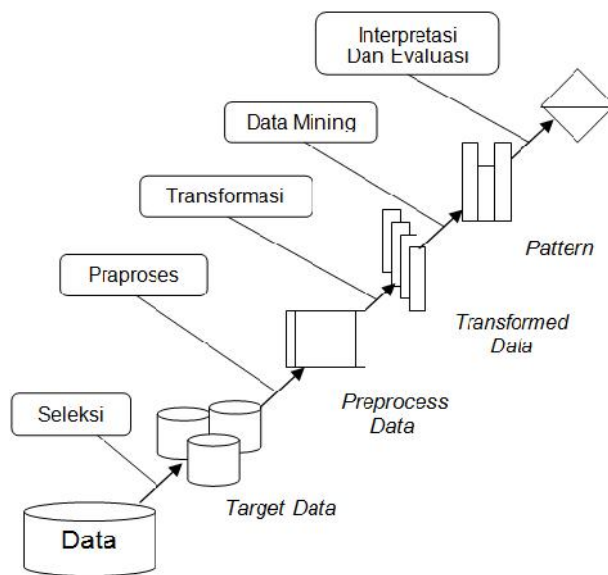 Interpretasi
Dan Evaluasi
Data Mining
Transformasi
Pattern
Praproses
Transformed
Data
Preprocess
Data
Seleksi
Target Data
Data